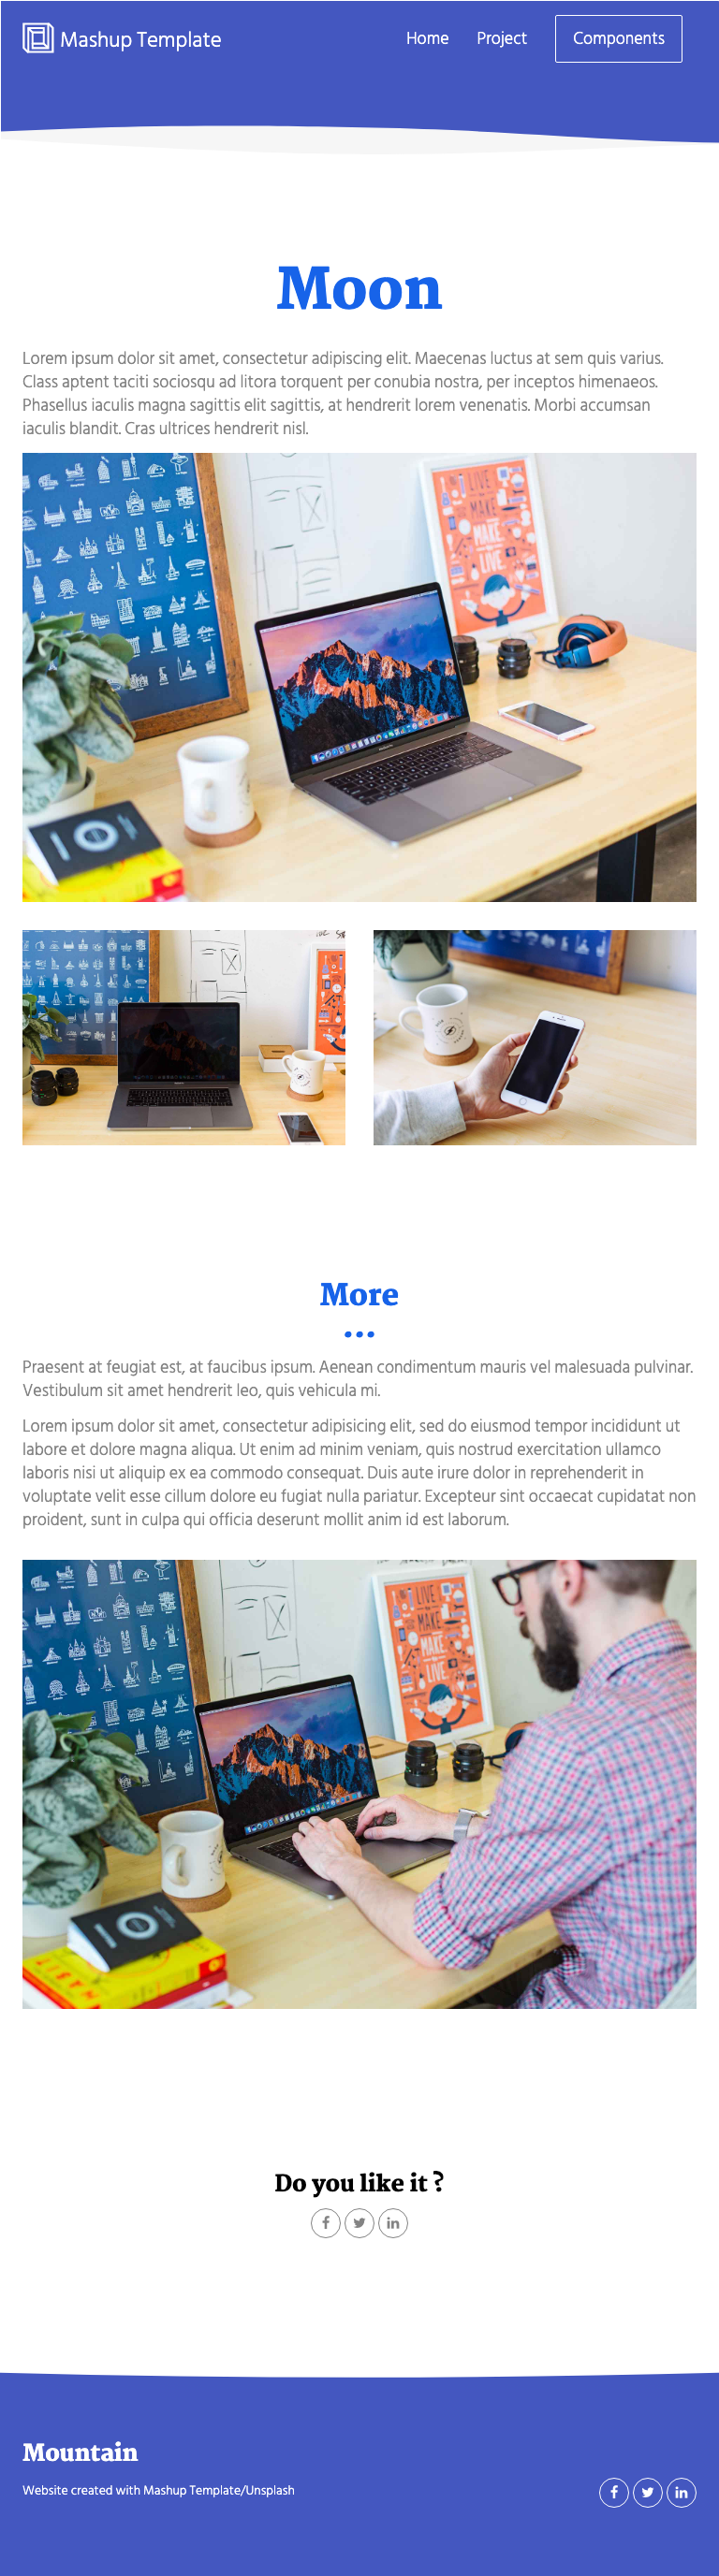 Mashup Template
Home Project Components
Moon
Lorem ipsum dolor sit amet, consectetur adipiscing elit. Maecenas luctus at sem quis varius.
Class aptent taciti sociosqu ad litora torquent per conubia nostra, per inceptos himenaeos.
Phasellus iaculis magna sagittis elit sagittis, at hendrerit lorem venenatis. Morbi accumsan
iaculis blandit. Cras ultrices hendrerit nisl.
LIVE
MAKE
MAKE
LIVE
More
•••
Praesent at feugiat est, at faucibus ipsum. Aenean condimentum mauris vel malesuada pulvinar.
Vestibulum sit amet hendrerit leo, quis vehicula mi.
Lorem ipsum dolor sit amet, consectetur adipisicing elit, sed do eiusmod tempor incididunt ut
labore et dolore magna aliqua. Ut enim ad minim veniam, quis nostrud exercitation ullamco
laboris nisi ut aliquip ex ea commodo consequat. Duis aute irure dolor in reprehenderit in
voluptate velit esse cillum dolore eu fugiat nulla pariatur. Excepteur sint occaecat cupidatat non
proident, sunt in culpa qui officia deserunt mollit anim id est laborum.
LIVE
MAKE
MAKE
LIVE
HABIT
Do you like it ?
Mountain
Website created with Mashup Template/Unsplash